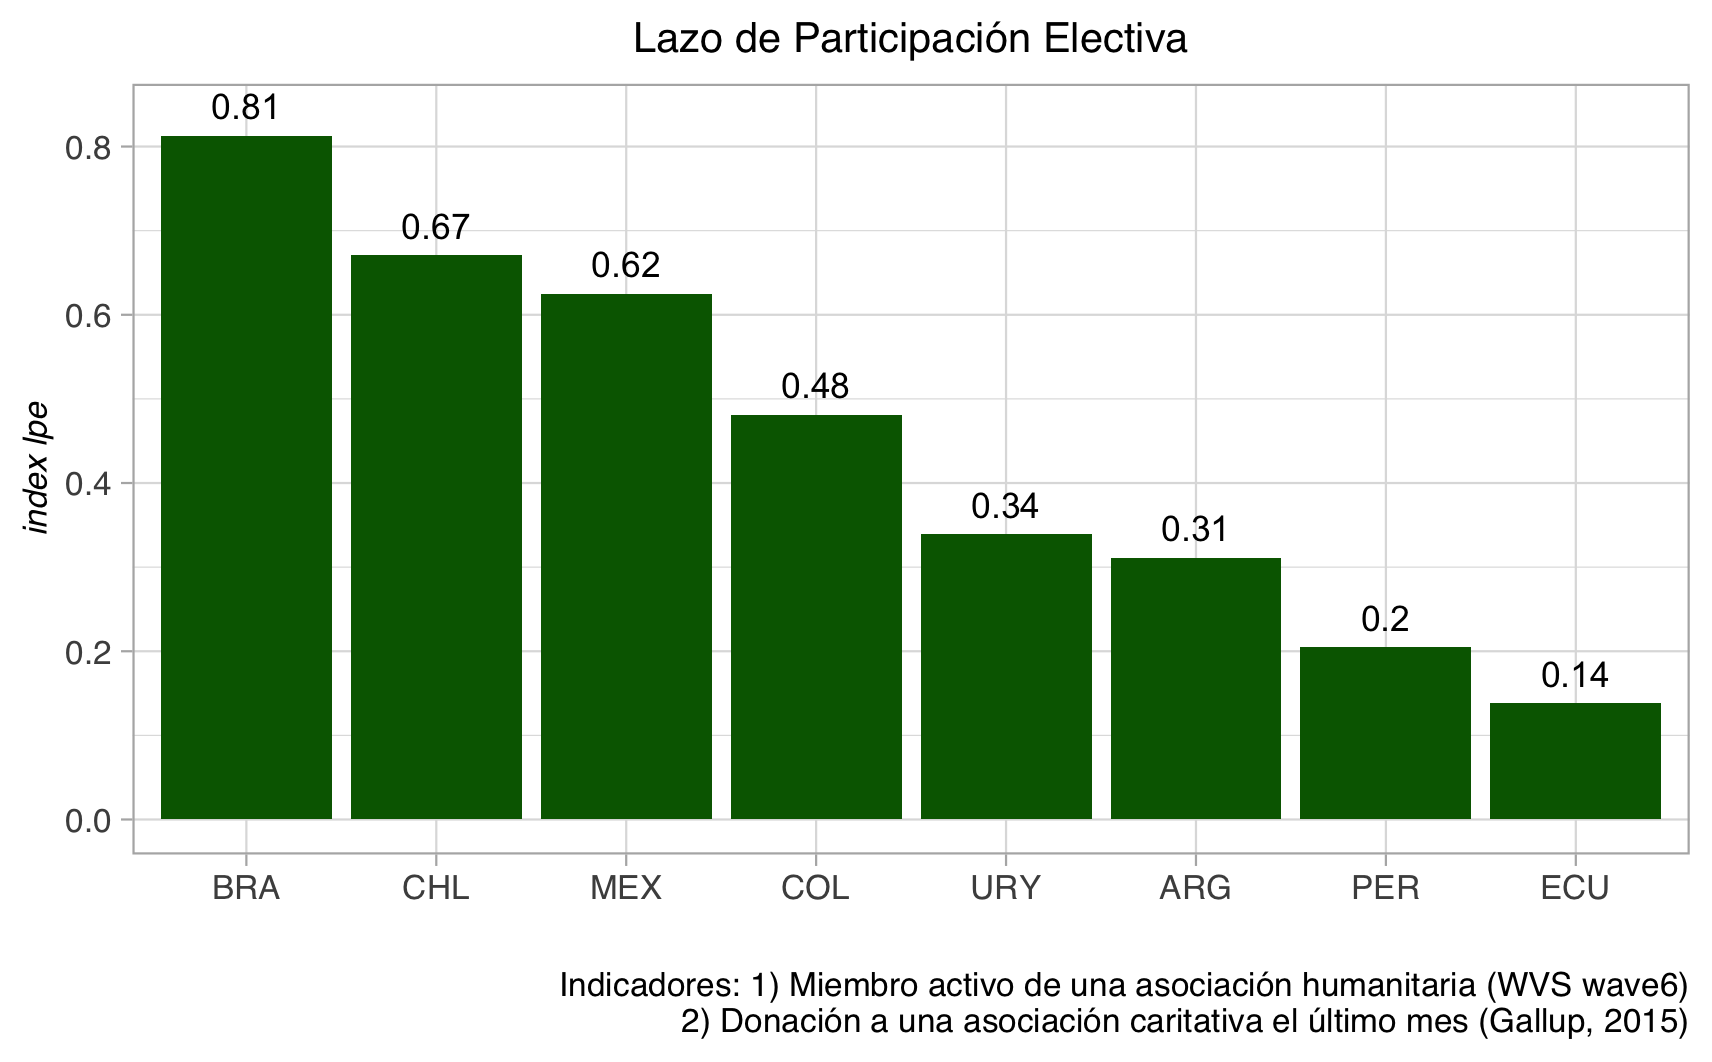 Lazo de Participación Electiva
index lpe
0.8
0.6
0.4
0.2
0.0
0.81
0.67
0.62
0.48
0.34
0.31
0.2
0.14
BRA
CHL
MEX
COL
URY
ARG
PER
ECU
Indicadores: 1) Miembro activo de una asociación humanitaria (WVS wave6)
2) Donación a una asociación caritativa el último mes (Gallup, 2015)